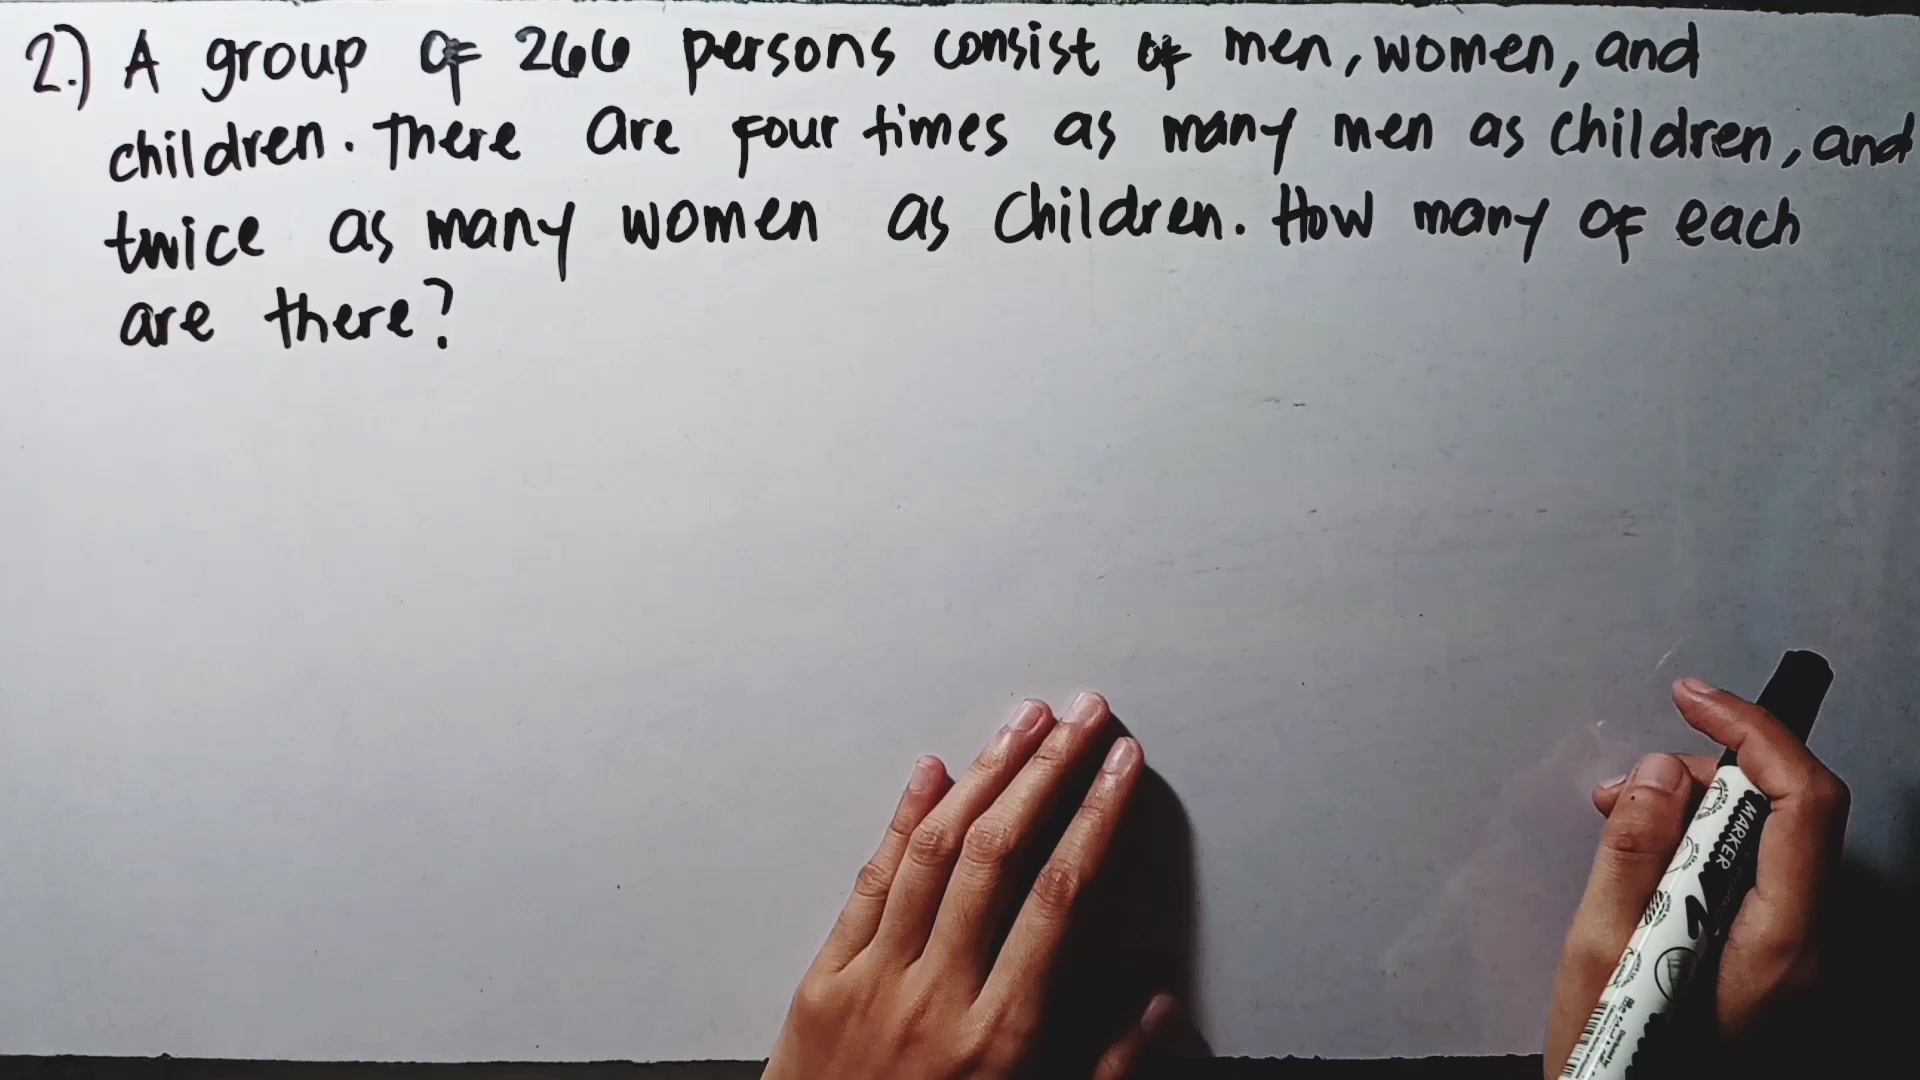 2.) A group of 266 persons consist of men, women, and
children. There are four times as many men as children, and
twice as many women as children. How many of each
are there?
MARKER